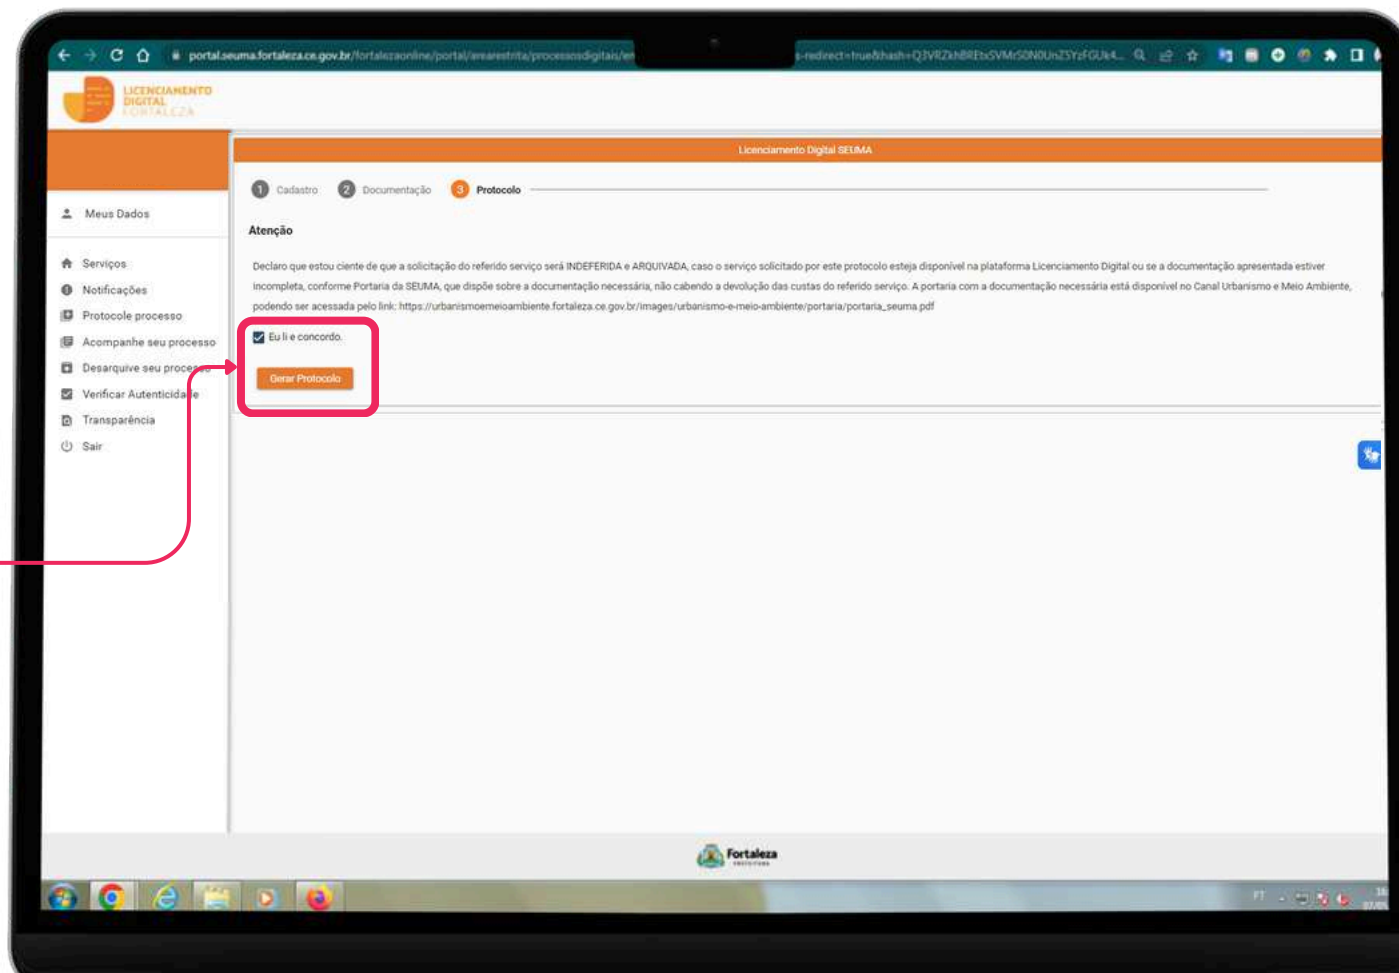 portal.seuma.fortaleza.ce.gov.br/fortalezaonline/portal/arearestrita/processosdigitais/
LICENCIAMENTO
DIGITAL
FORTALEZA
Licenciamento Digital SEUMA
1 Cadastro 2 Documentação 3 Protocolo
Meus Dados
Serviços
Notificações
Protocole processo
Acompanhe seu processo
Desarquive seu processo
Verificar Autenticidade
Transparência
Sair
Atenção
Declaro que estou ciente de que a solicitação do referido serviço será INDEFERIDA e ARQUIVADA, caso o serviço solicitado por este protocolo esteja disponível na plataforma Licenciamento Digital ou se a documentação apresentada estiver
incompleta, conforme Portaria da SEUMA, que dispõe sobre a documentação necessária, não cabendo a devolução das custas do referido serviço. A portaria com a documentação necessária está disponível no Canal Urbanismo e Meio Ambiente,
podendo ser acessada pelo link: https://urbanismoemeioambiente.fortaleza.ce.gov.br/images/urbanismo-e-meio-ambiente/portaria/portaria_seuma.pdf
Eu li e concordo.
Gerar Protocolo
Fortaleza
PREFEITURA
PT
16
07/05